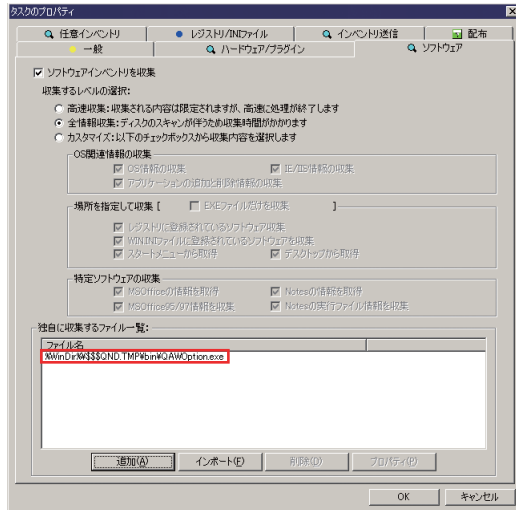 タスクのプロパティ
任意インベントリ レジストリ/INIファイル インベントリ送信 配布
一般 ハードウェア/プラグイン ソフトウェア
ソフトウェアインベントリを収集
収集するレベルの選択:
高速収集:収集される内容は限定されますが、高速に処理が終了します
全情報収集:ディスクのスキャンが伴うため収集時間がかかります
カスタマイズ:以下のチェックボックスから収集内容を選択します
OS関連情報の収集
OS情報の収集 IE/IIS情報の収集
アプリケーションの追加と削除情報の収集
場所を指定して収集 [ EXEファイルだけを収集 ]
レジストリに登録されているソフトウェア収集
WIN.INIファイルに登録されているソフトウェアを収集
スタートメニューから取得 デスクトップから取得
特定ソフトウェアの収集
MSOfficeの情報を取得 Notesの情報を取得
MSOffice95/97情報を収集 Notesの実行ファイル情報を収集
独自に収集するファイル一覧:
ファイル名
%WinDir%¥$$$QND.TMP¥bin¥QAWOption.exe
追加(A) インポート(F) 削除(D) プロパティ(P)
OK キャンセル